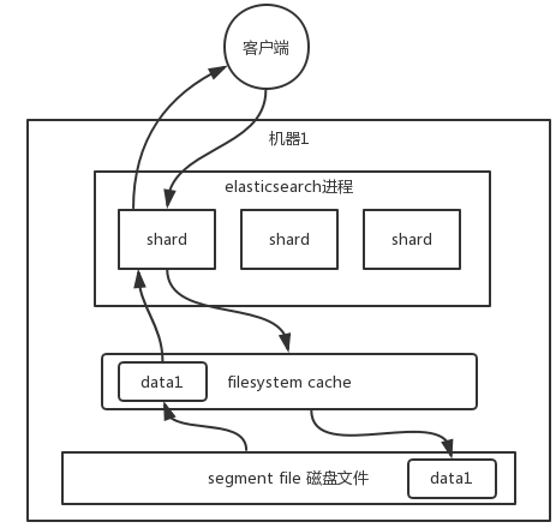 客户端
机器1
elasticsearch进程
shard
shard
shard
data1
filesystem cache
segment file 磁盘文件
data1